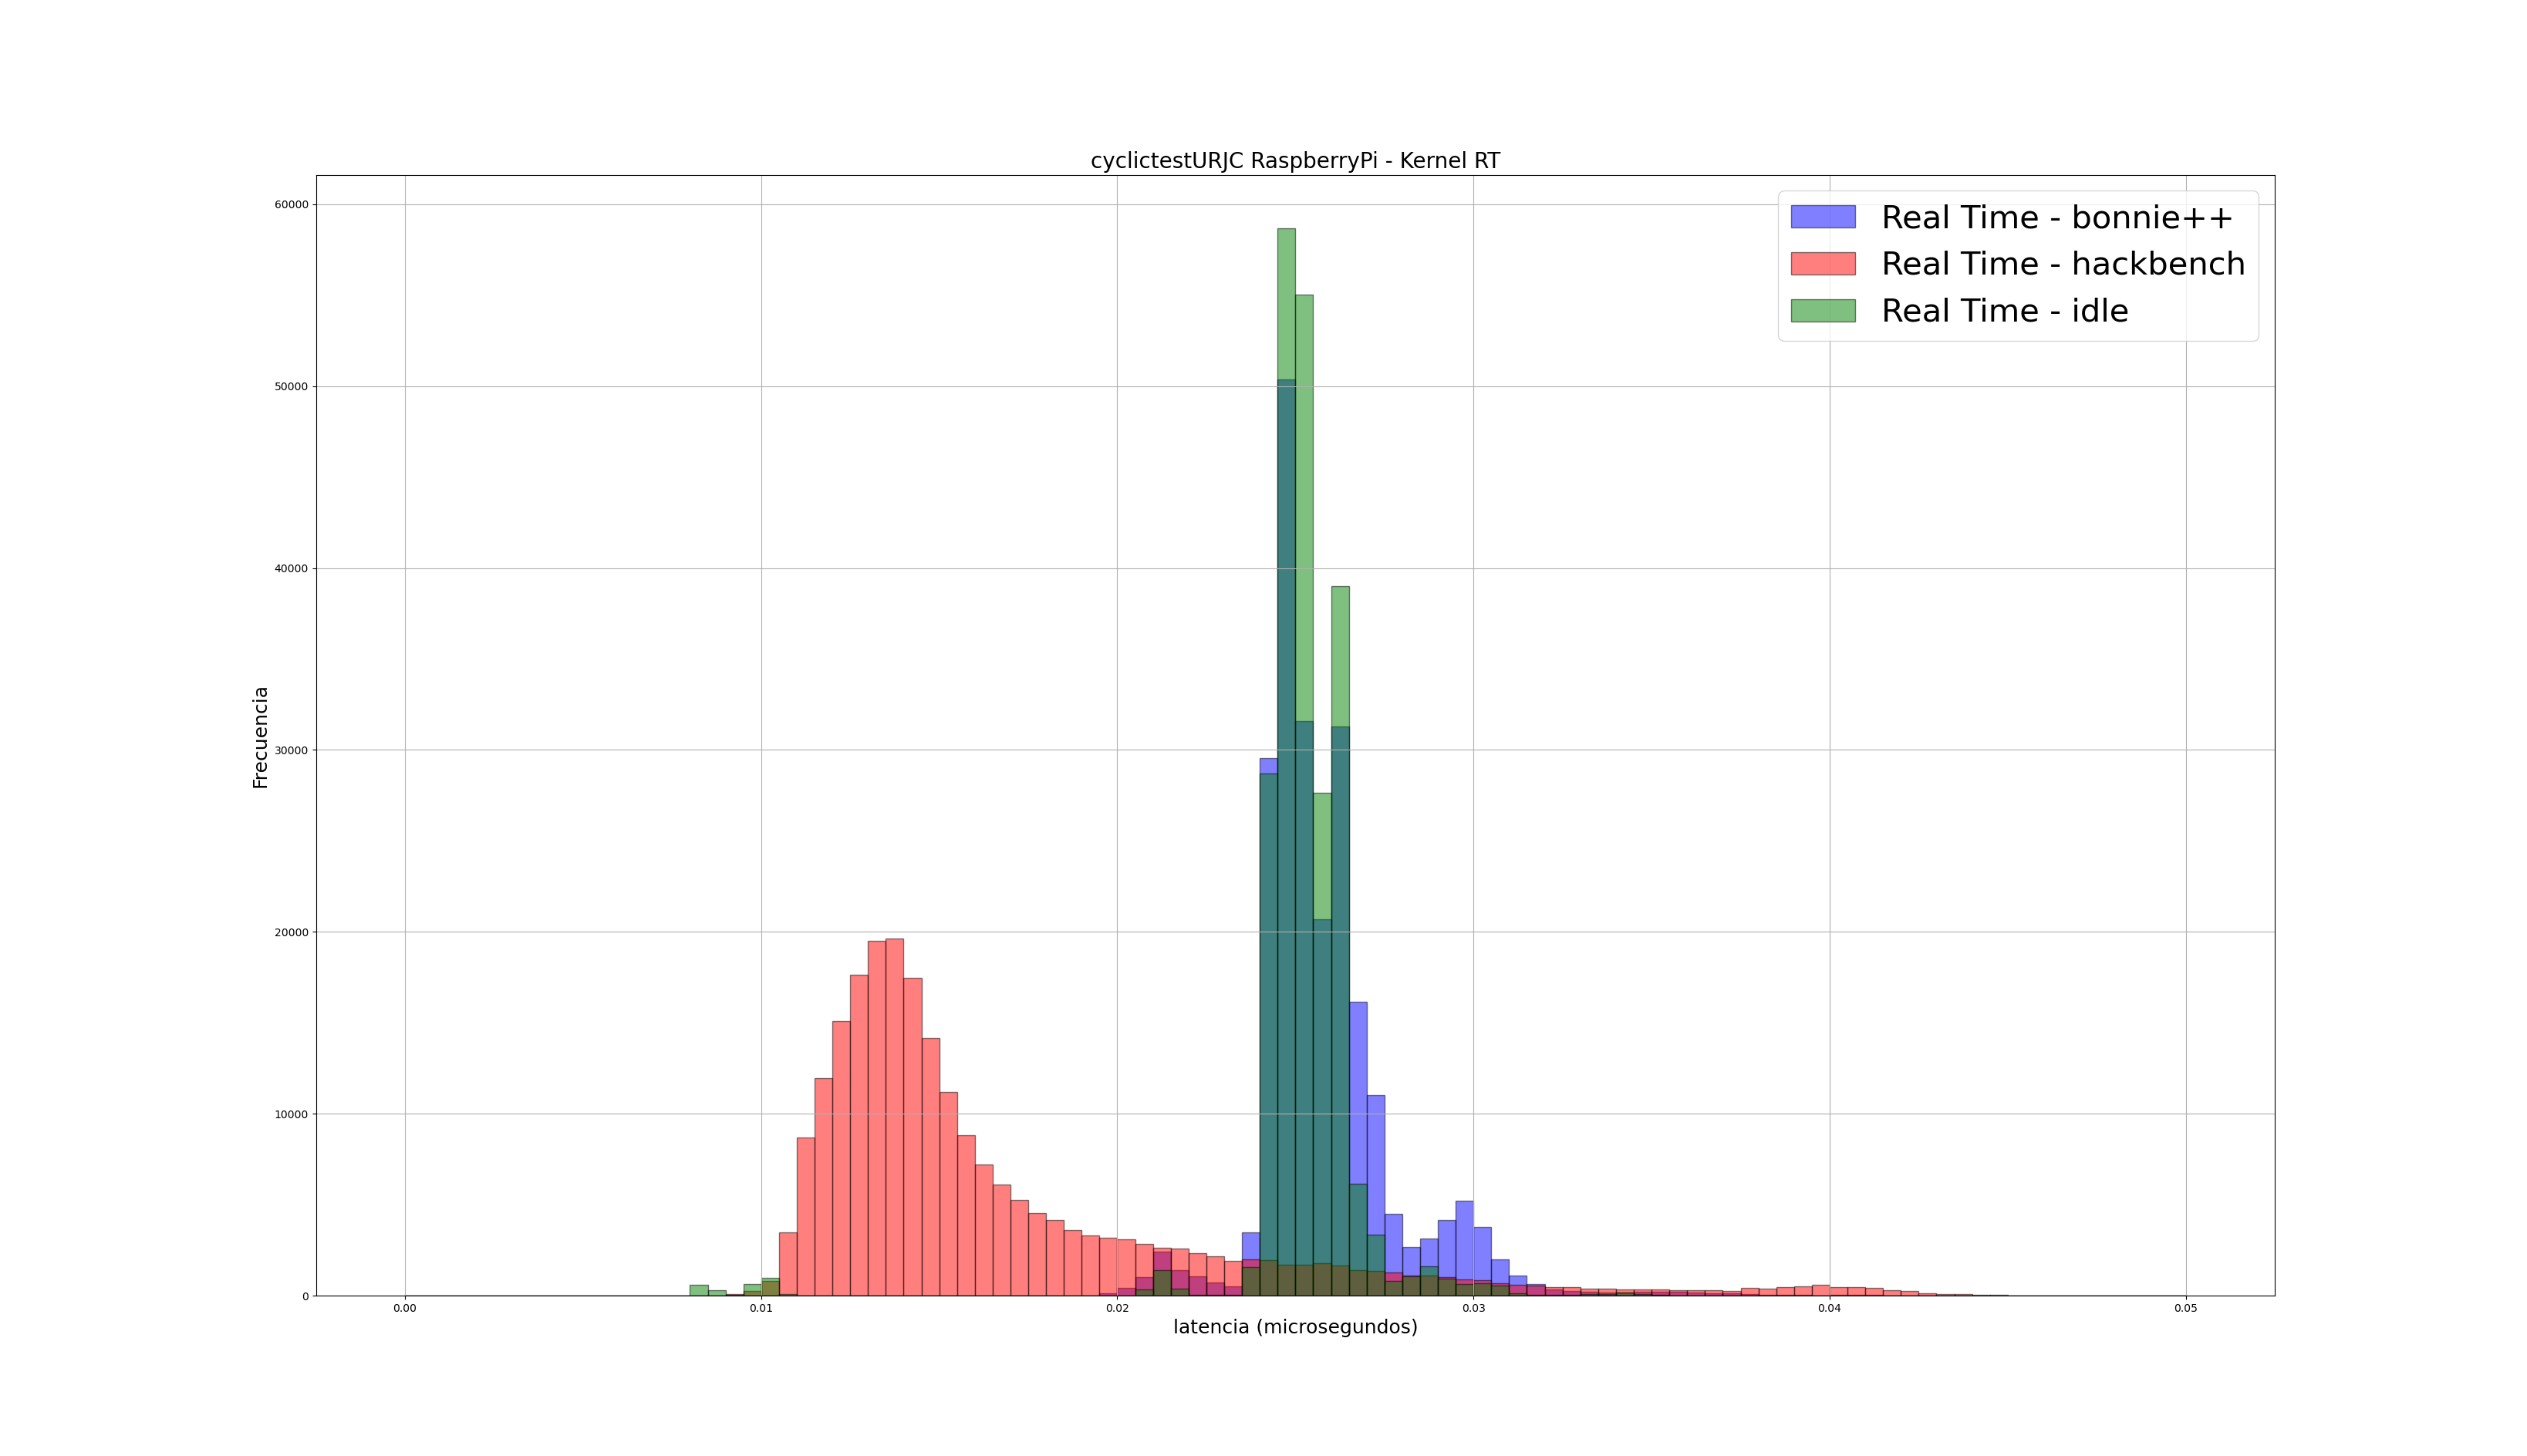 cyclictestURJC RaspberryPi - Kernel RT
Real Time - bonnie++
Real Time - hackbench
Real Time - idle
Frecuencia
60000
50000
40000
30000
20000
10000
0
0.00 0.01 0.02 0.03 0.04 0.05
latencia (microsegundos)